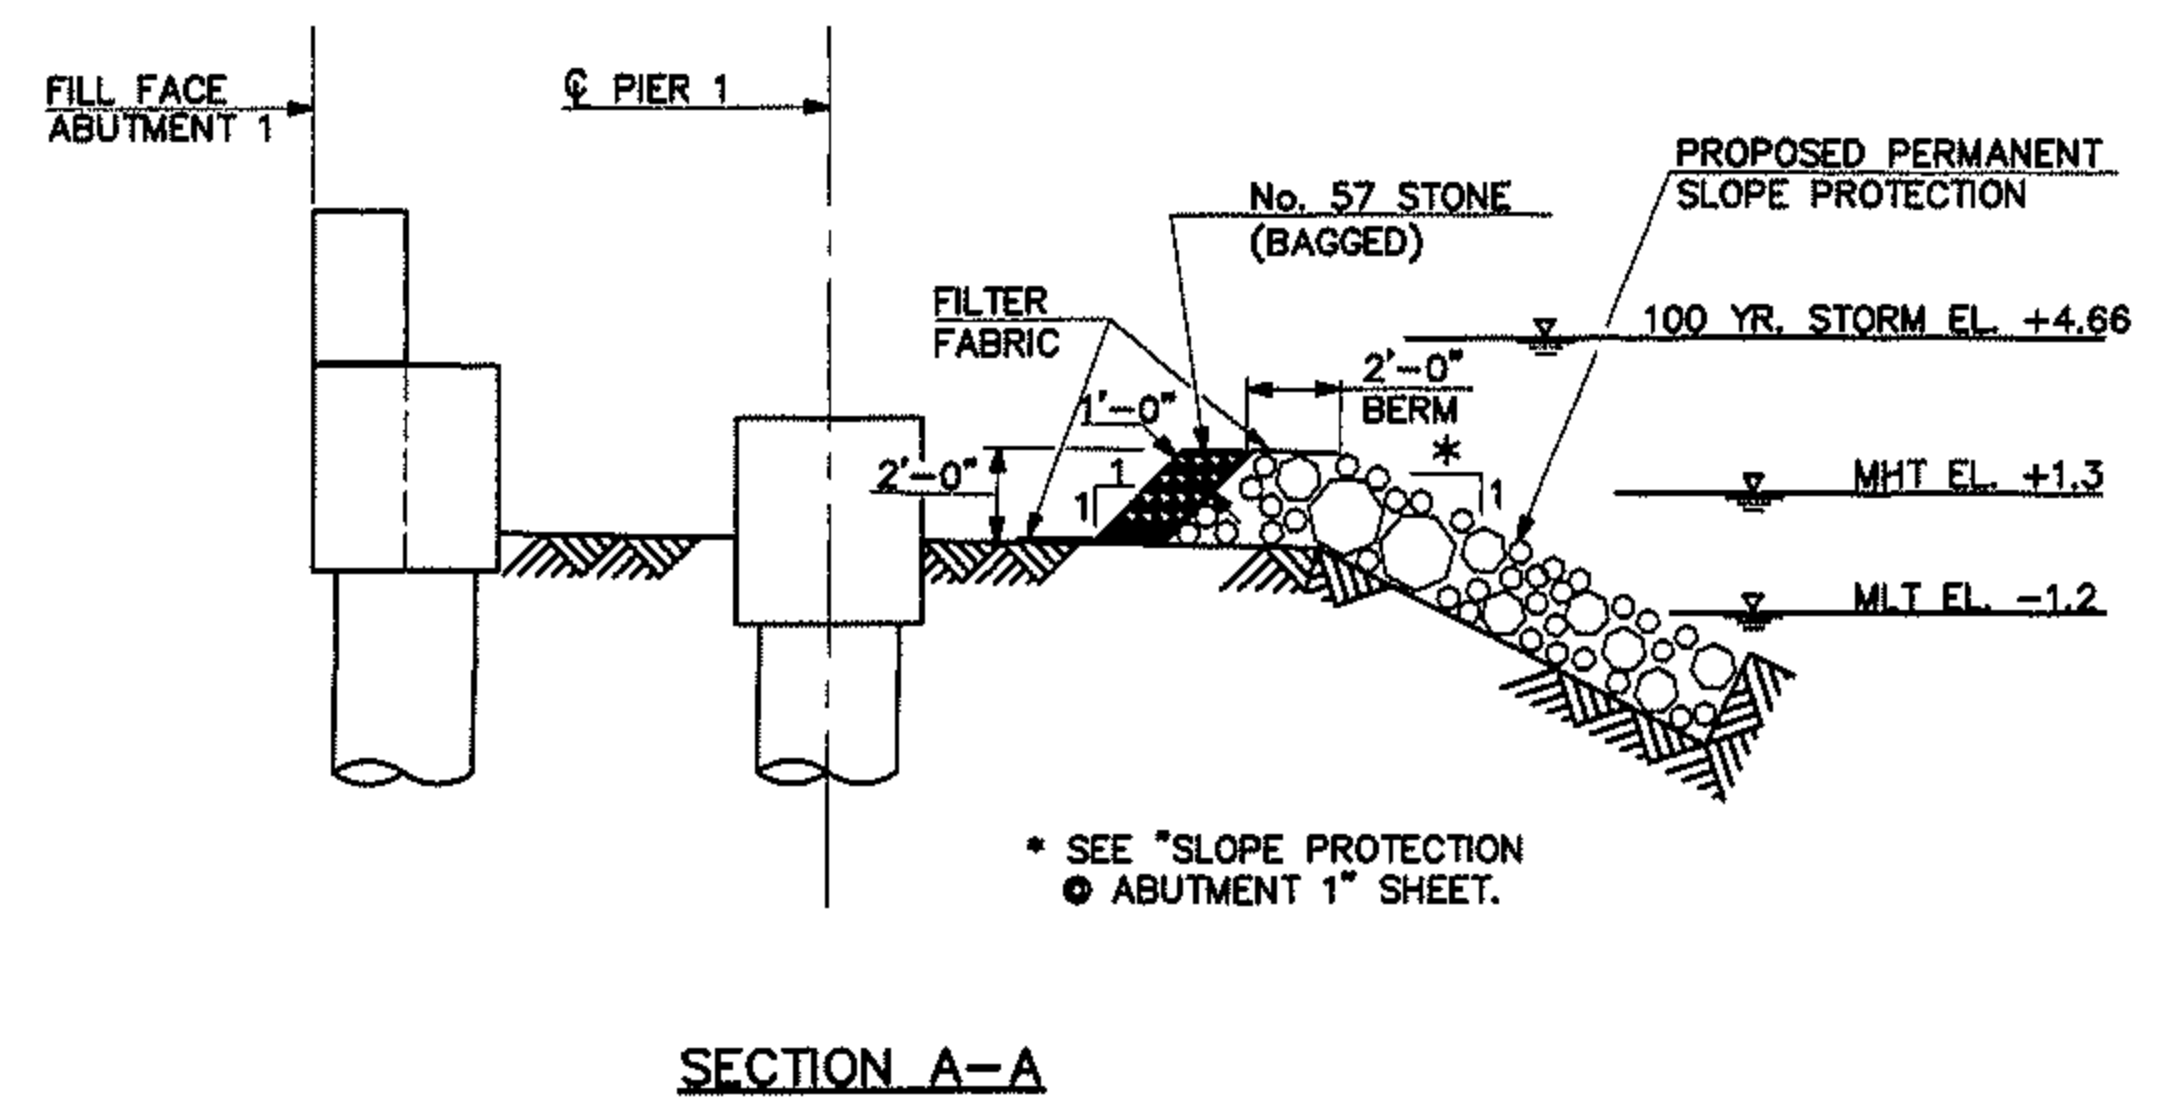 FILL FACE
ABUTMENT 1
℄ PIER 1
PROPOSED PERMANENT
SLOPE PROTECTION
No. 57 STONE
(BAGGED)
FILTER
FABRIC
100 YR. STORM EL. +4.66
2'-0"
BERM
1'-0"
*
1
2'-0"
1
1
MHT EL. +1.3
MLT EL. -1.2
* SEE "SLOPE PROTECTION
@ ABUTMENT 1" SHEET.
SECTION A-A